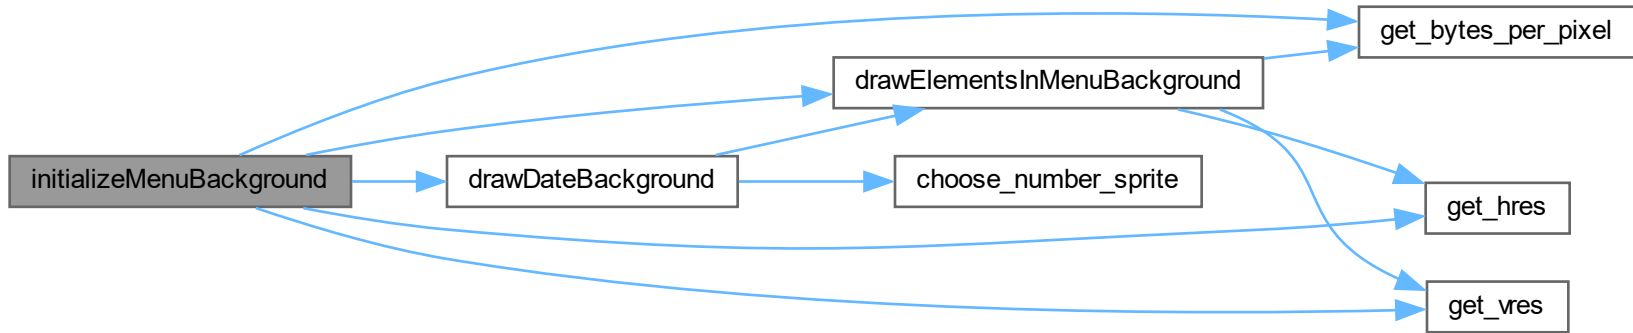 get_bytes_per_pixel
drawElementsInMenuBackground
initializeMenuBackground
drawDateBackground
choose_number_sprite
get_hres
get_vres